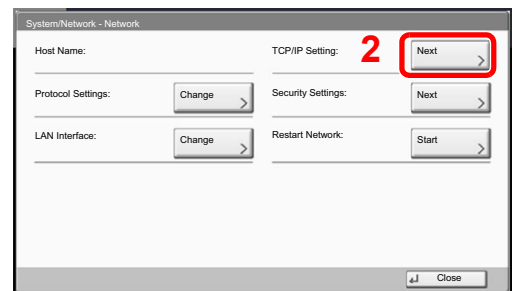 System/Network - Network
Host Name:
TCP/IP Setting:
2
Next
Protocol Settings:
Change
Security Settings:
Next
LAN Interface:
Change
Restart Network:
Start
Close